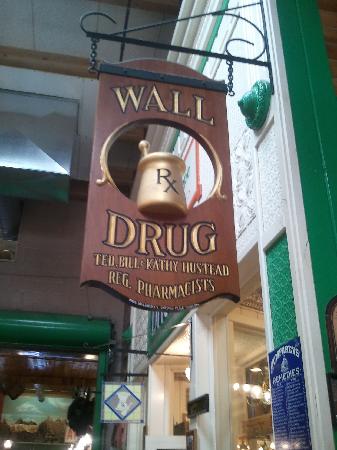 WALL
RX
DRUG
TED, BILL & KATHY HUSTEAD
REG. PHARMACISTS